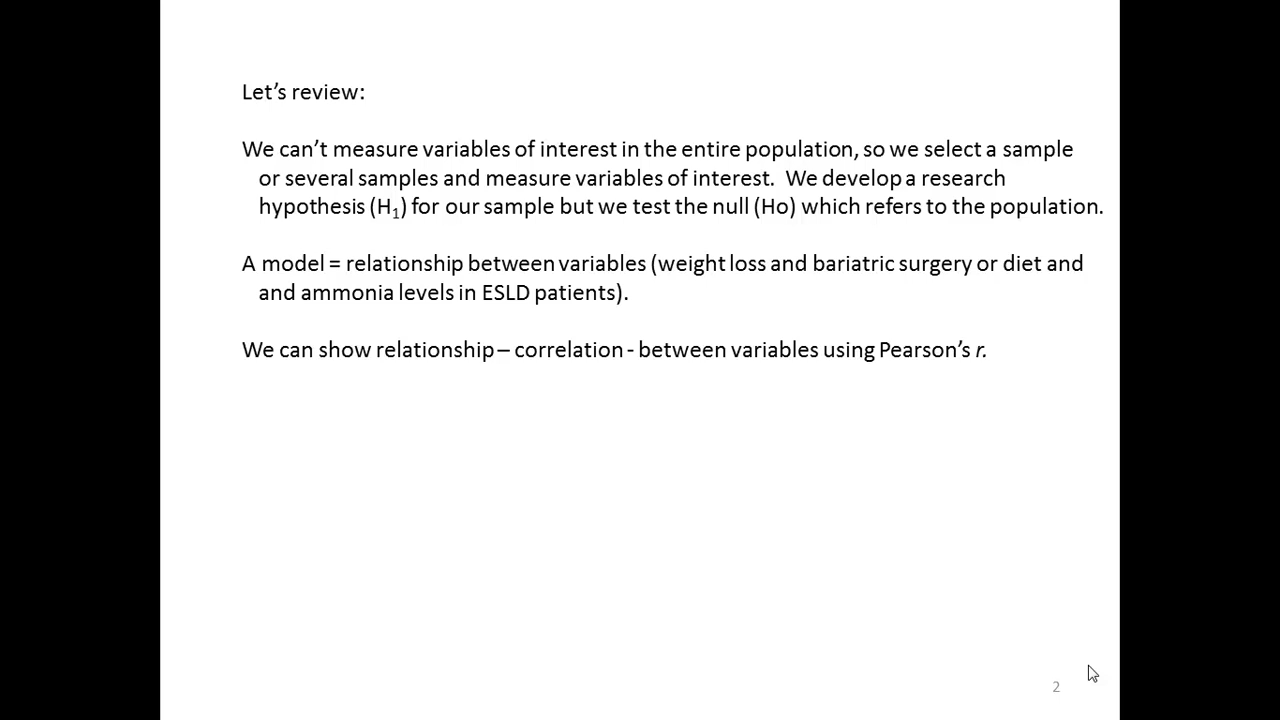 Let’s review:
We can’t measure variables of interest in the entire population, so we select a sample
or several samples and measure variables of interest.  We develop a research
hypothesis (H₁) for our sample but we test the null (Ho) which refers to the population.
A model = relationship between variables (weight loss and bariatric surgery or diet and
and ammonia levels in ESLD patients).
We can show relationship – correlation - between variables using Pearson’s r.
2